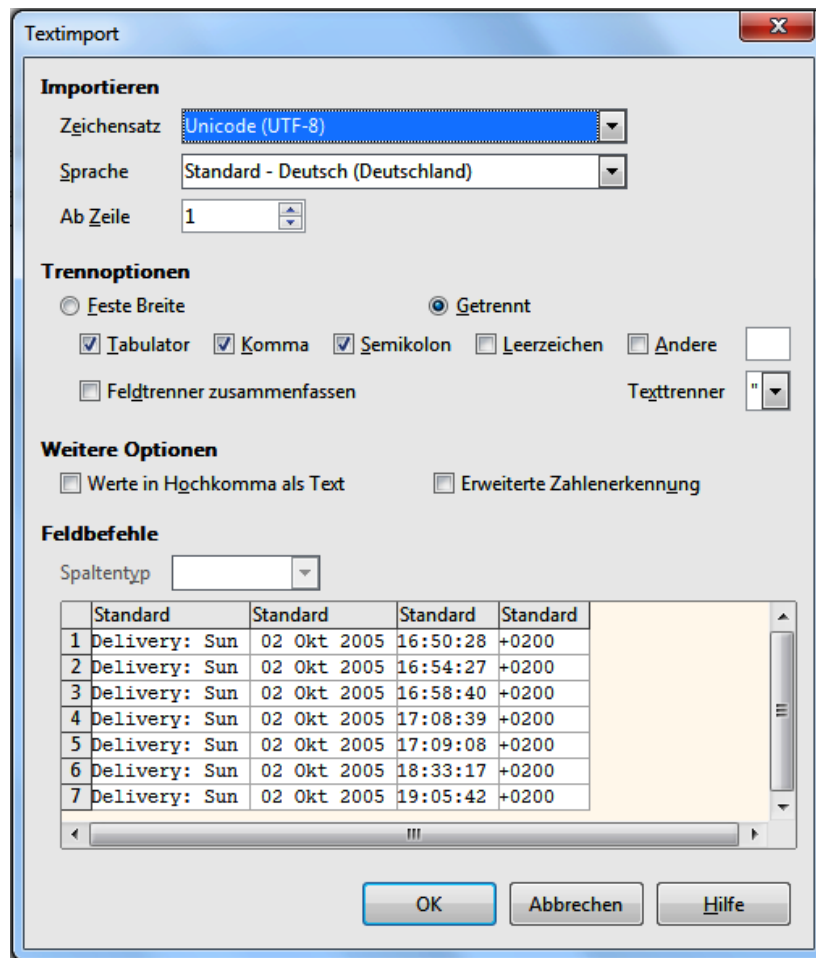 Textimport
Importieren
Zeichensatz Unicode (UTF-8)
Sprache Standard - Deutsch (Deutschland)
Ab Zeile 1
Trennoptionen
Feste Breite Getrennt
Tabulator Komma Semikolon Leerzeichen Andere
Feldtrenner zusammenfassen Texttrenner "
Weitere Optionen
Werte in Hochkomma als Text Erweiterte Zahlenerkennung
Feldbefehle
Spaltentyp
Standard Standard Standard Standard
1 Delivery: Sun 02 Okt 2005 16:50:28 +0200
2 Delivery: Sun 02 Okt 2005 16:54:27 +0200
3 Delivery: Sun 02 Okt 2005 16:58:40 +0200
4 Delivery: Sun 02 Okt 2005 17:08:39 +0200
5 Delivery: Sun 02 Okt 2005 17:09:08 +0200
6 Delivery: Sun 02 Okt 2005 18:33:17 +0200
7 Delivery: Sun 02 Okt 2005 19:05:42 +0200
OK Abbrechen Hilfe